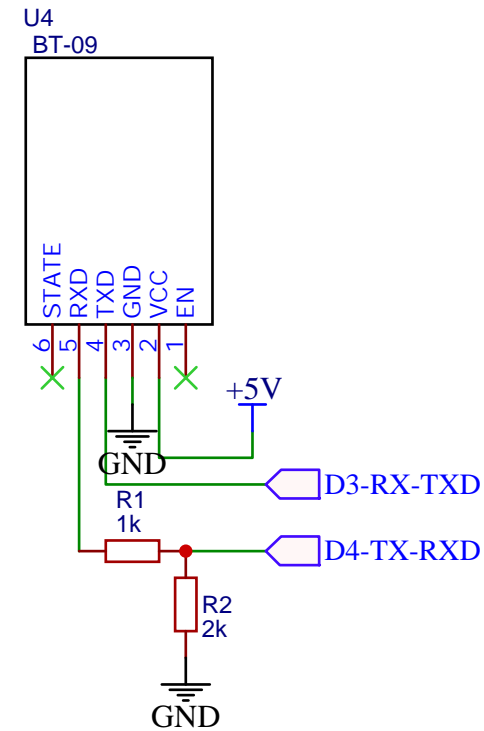 U4
BT-09
STATE
RXD
TXD
GND
VCC
EN
6
5
4
3
2
1
+5V
GND
D3-RX-TXD
R1
1k
D4-TX-RXD
R2
2k
GND